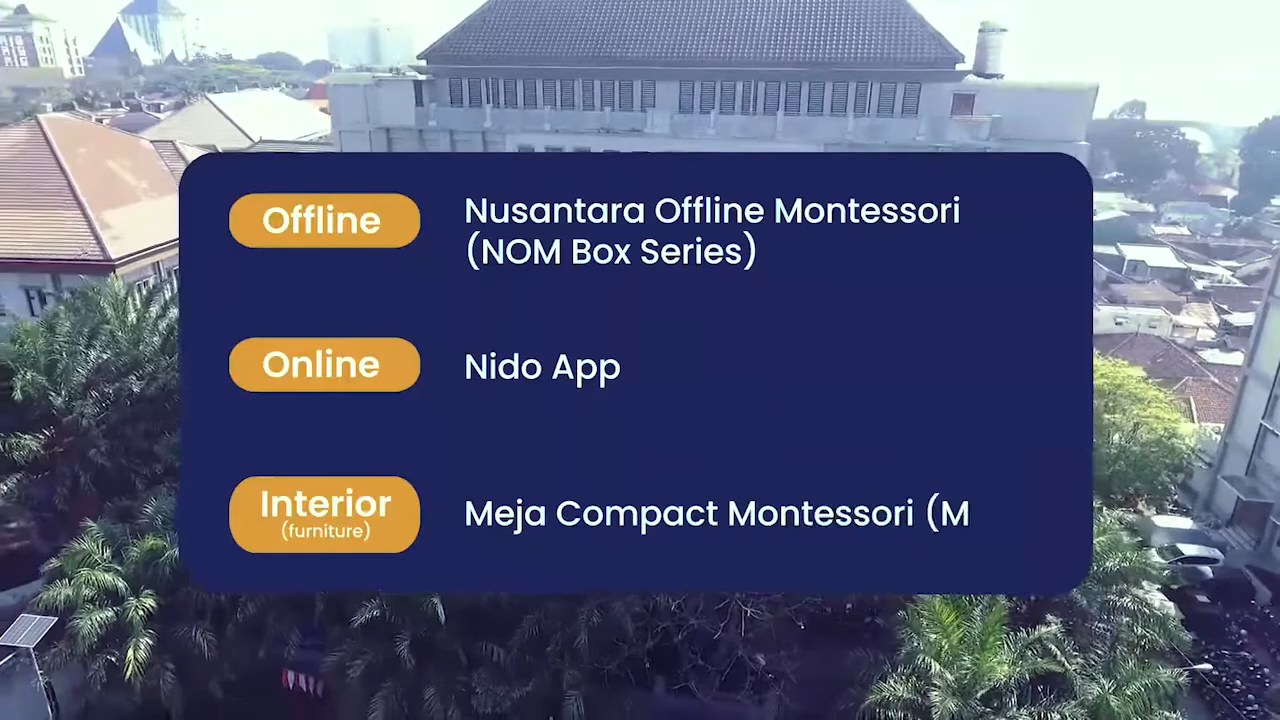 Offline
Nusantara Offline Montessori
(NOM Box Series)
Online
Nido App
Interior
(furniture)
Meja Compact Montessori (M